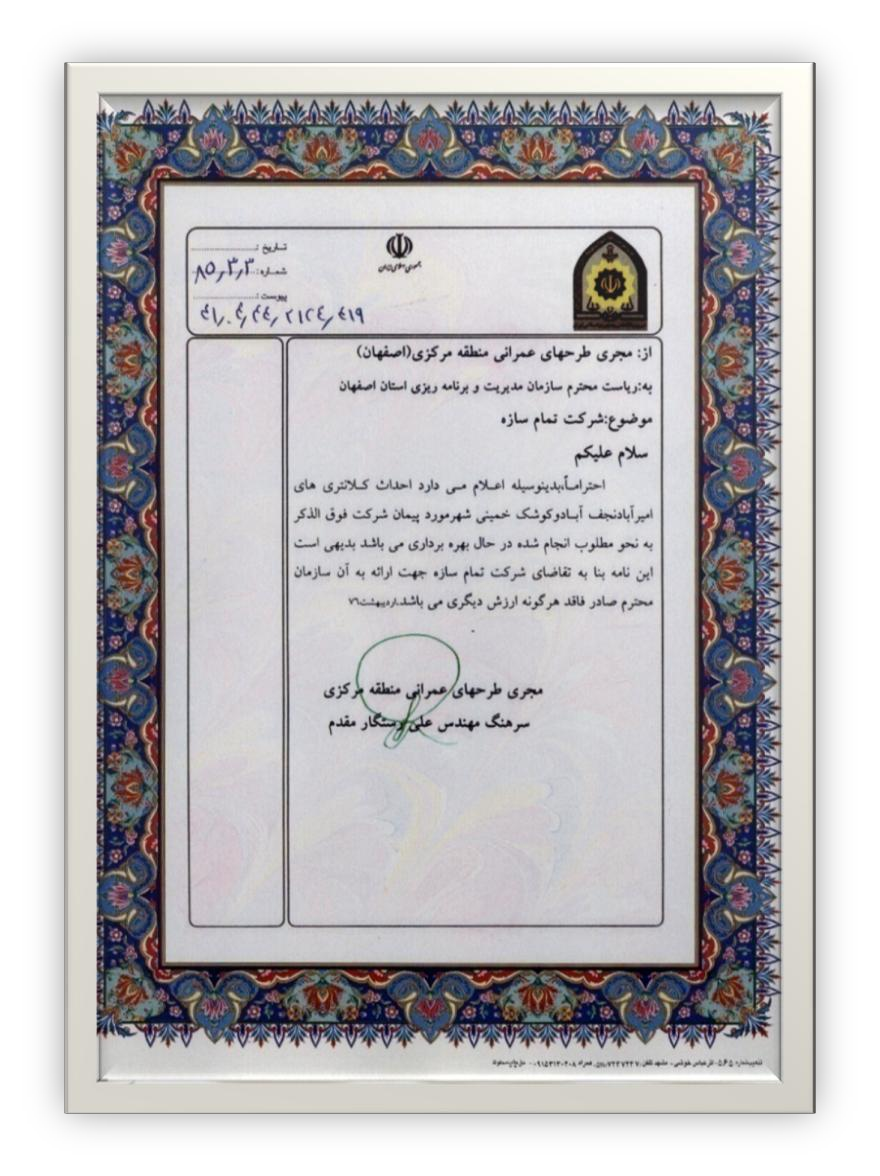 تاریخ :
شماره: ۸۵٫۳٫۳
پیوست :
۴۱٫۰۴٫۴۴٫۲۱۲۴٫۴۱۹
جمهوری اسلامی ایران
از: مجری طرحهای عمرانی منطقه مرکزی(اصفهان)
به:ریاست محترم سازمان مدیریت و برنامه ریزی استان اصفهان
موضوع:شرکت تمام سازه
سلام علیکم
احتراماً،بدینوسیله اعلام می دارد احداث کلانتری های
امیرآبادنجف آبادوکوشک خمینی شهرمورد پیمان شرکت فوق الذکر
به نحو مطلوب انجام شده در حال بهره برداری می باشد بدیهی است
این نامه بنا به تقاضای شرکت تمام سازه جهت ارائه به آن سازمان
محترم صادر فاقد هرگونه ارزش دیگری می باشد.اردیبهشت۷۶
مجری طرحهای عمرانی منطقه مرکزی
سرهنگ مهندس علی رستگار مقدم